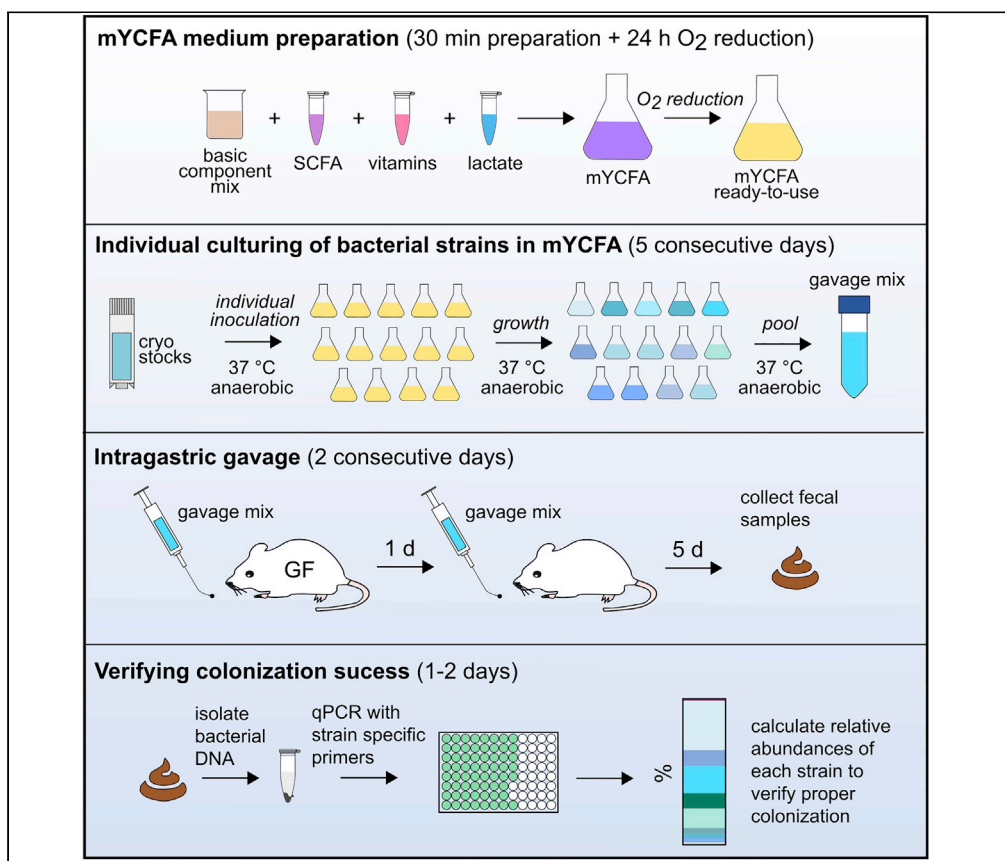 mYCFA medium preparation (30 min preparation + 24 h O2 reduction)
O2 reduction
+ + +
basic
component
mix
SCFA
vitamins
lactate
mYCFA
mYCFA
ready-to-use
Individual culturing of bacterial strains in mYCFA (5 consecutive days)
cryo
stocks
individual
inoculation
37 °C
anaerobic
growth
37 °C
anaerobic
pool
37 °C
anaerobic
gavage mix
Intragastric gavage (2 consecutive days)
gavage mix
GF
1 d
gavage mix
5 d
collect fecal
samples
Verifying colonization sucess (1-2 days)
isolate
bacterial
DNA
qPCR with
strain specific
primers
%
calculate relative
abundances of
each strain to
verify proper
colonization